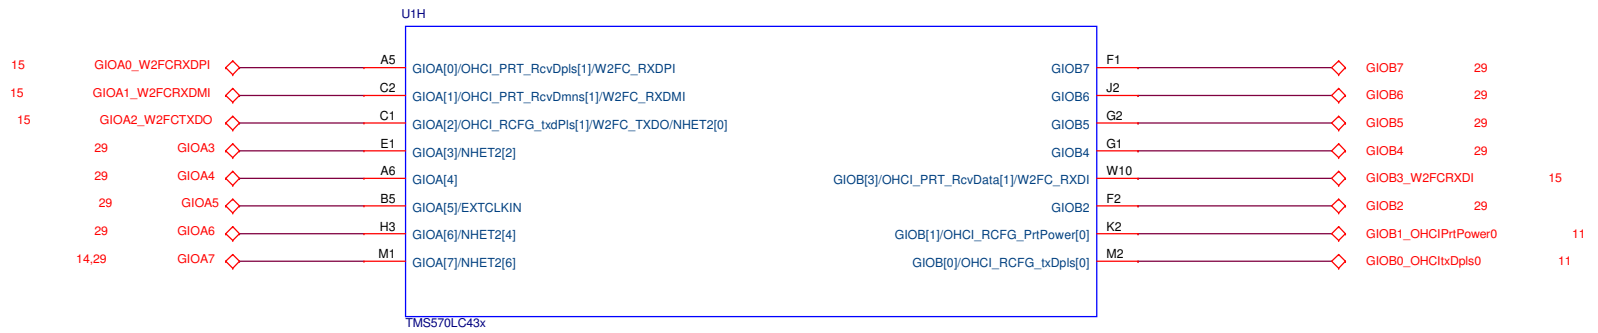 U1H
15 GIOA0_W2FCRXDPI A5 GIOA[0]/OHCI_PRT_RcvDpls[1]/W2FC_RXDPI GIOB7 F1 GIOB7 29
15 GIOA1_W2FCRXDMI C2 GIOA[1]/OHCI_PRT_RcvDmns[1]/W2FC_RXDMI GIOB6 J2 GIOB6 29
15 GIOA2_W2FCTXDO C1 GIOA[2]/OHCI_RCFG_txdPls[1]/W2FC_TXDO/NHET2[0] GIOB5 G2 GIOB5 29
29 GIOA3 E1 GIOA[3]/NHET2[2] GIOB4 G1 GIOB4 29
29 GIOA4 A6 GIOA[4] GIOB[3]/OHCI_PRT_RcvData[1]/W2FC_RXDI W10 GIOB3_W2FCRXDI 15
29 GIOA5 B5 GIOA[5]/EXTCLKIN GIOB2 F2 GIOB2 29
29 GIOA6 H3 GIOA[6]/NHET2[4] GIOB[1]/OHCI_RCFG_PrtPower[0] K2 GIOB1_OHCIPrtPower0 11
14,29 GIOA7 M1 GIOA[7]/NHET2[6] GIOB[0]/OHCI_RCFG_txDpls[0] M2 GIOB0_OHCItxDpls0 11
TMS570LC43x